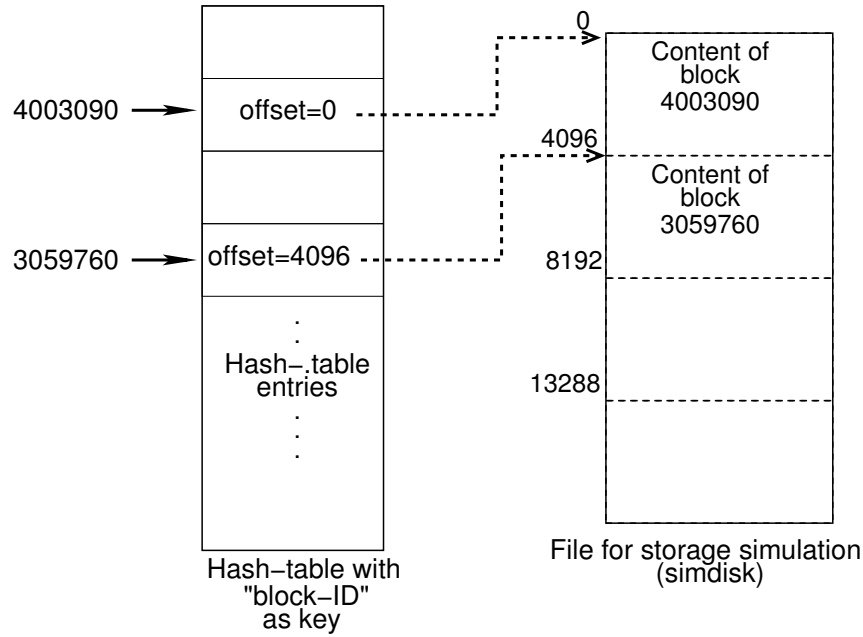 4003090
offset=0
3059760
offset=4096
.
.
.
Hash-table
entries
.
.
.
Hash-table with
"block-ID"
as key
0
Content of
block
4003090
4096
Content of
block
3059760
8192
13288
File for storage simulation
(simdisk)